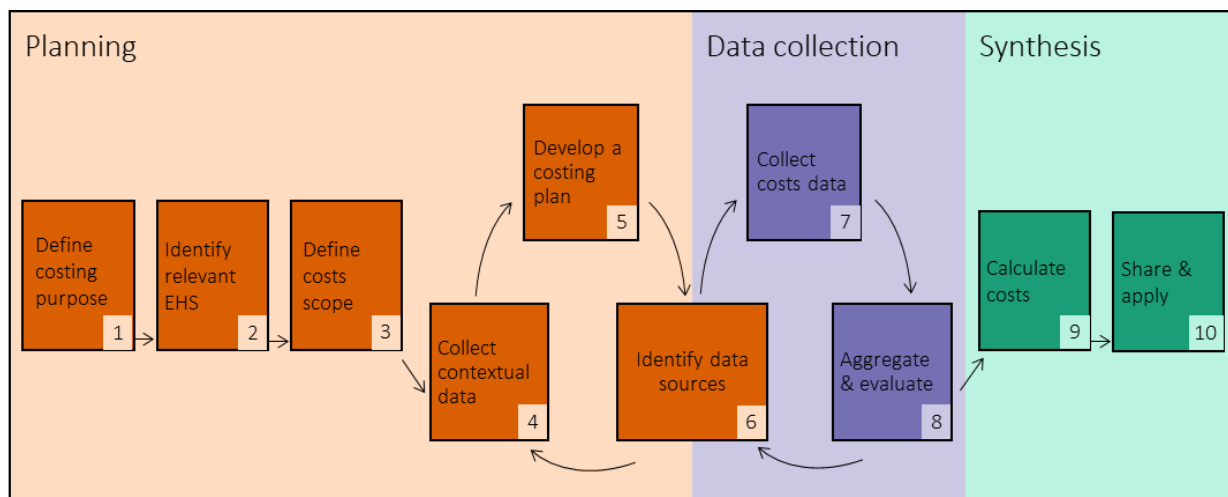 Planning
Data collection
Synthesis
Define
costing
purpose
1
Identify
relevant
EHS
2
Define
costs
scope
3
Collect
contextual
data
4
Develop a
costing
plan
5
Identify data
sources
6
Collect
costs data
7
Aggregate
& evaluate
8
Calculate
costs
9
Share &
apply
10